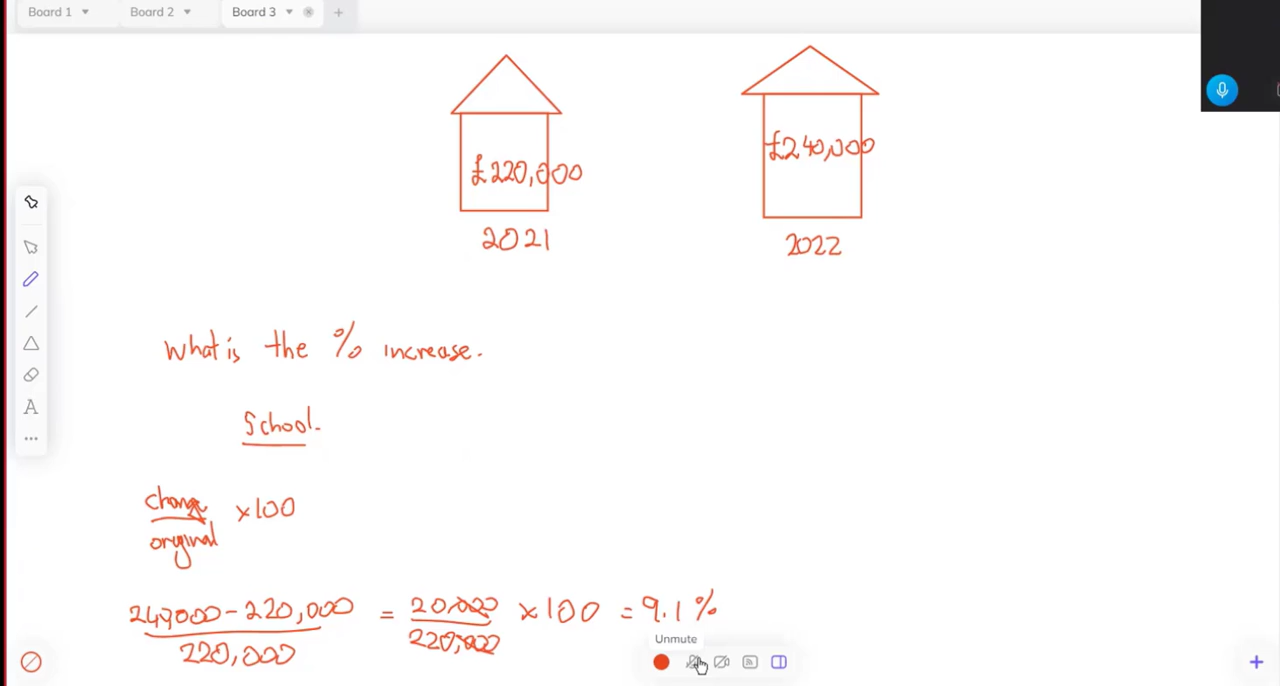 Board 1 Board 2 Board 3
£220,000 £240,000
2021 2022
What is the % increase.
School.
change
original
×100
240,000 - 220,000
220,000
= 20,000
220,000
×100 = 9.1%
Unmute
A